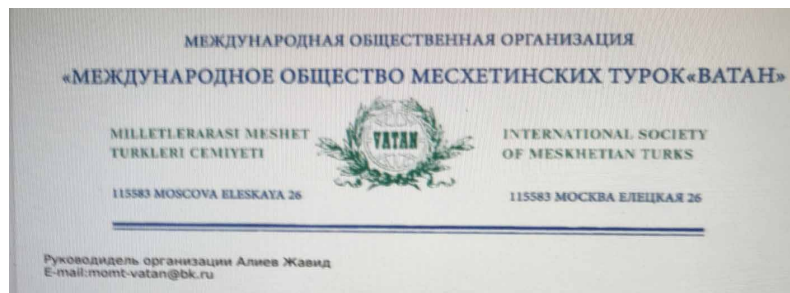 МЕЖДУНАРОДНАЯ ОБЩЕСТВЕННАЯ ОРГАНИЗАЦИЯ
«МЕЖДУНАРОДНОЕ ОБЩЕСТВО МЕСХЕТИНСКИХ ТУРОК«ВАТАН»
MILLETLERARASI MESHET
TURKLERI CEMIYETI
115583 MOSCOVA ELESKAYA 26
VATAN
INTERNATIONAL SOCIETY
OF MESKHETIAN TURKS
115583 МОСКВА ЕЛЕЦКАЯ 26
Руководидель организации Алиев Жавид
E-mail:momt-vatan@bk.ru